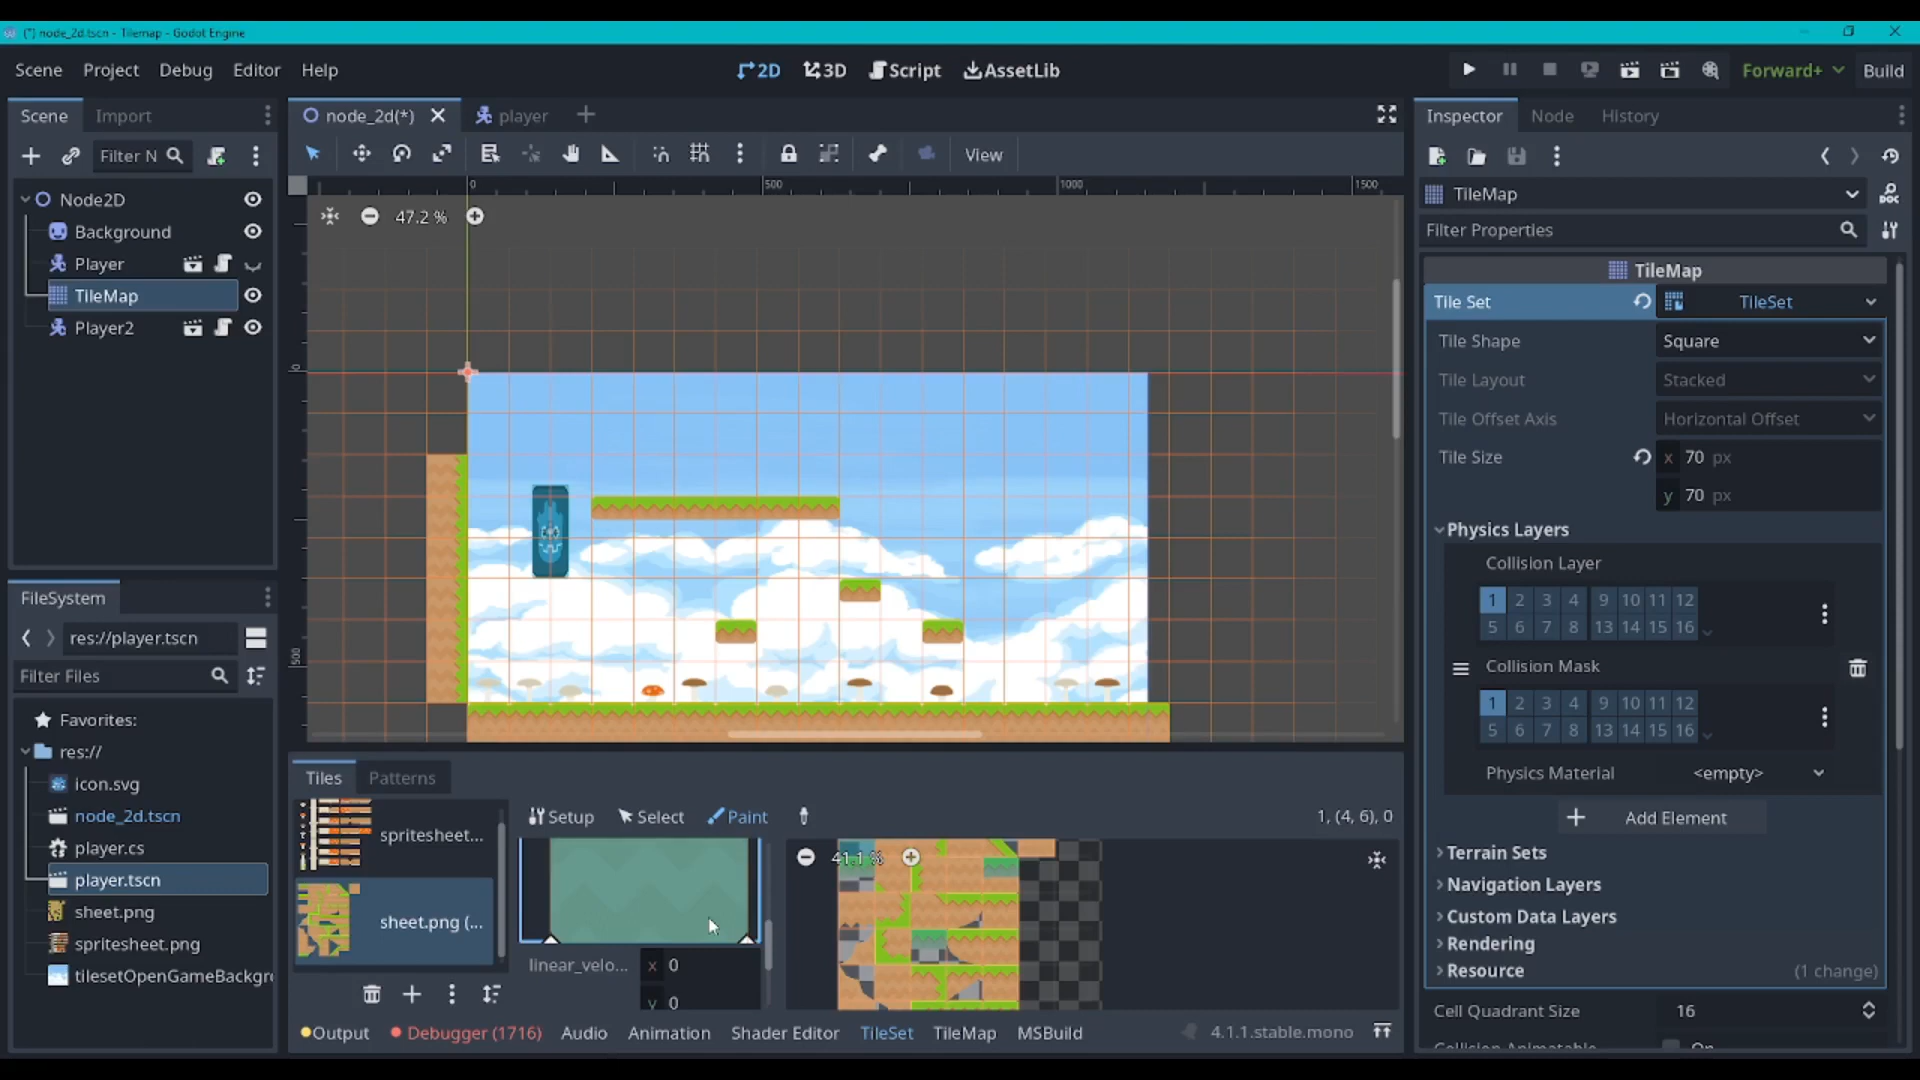 (*) node_2d.tscn - Tilemap - Godot Engine
Scene Project Debug Editor Help
2D 3D Script AssetLib
Forward+ Build
Scene Import
Filter N
Node2D
Background
Player
TileMap
Player2
FileSystem
res://player.tscn
Filter Files
Favorites:
res://
icon.svg
node_2d.tscn
player.cs
player.tscn
sheet.png
spritesheet.png
tilesetOpenGameBackgr
node_2d(*) player
View
0 500 1000 1500
47.2 %
0
500
Tiles Patterns
spritesheet...
sheet.png (...
Setup Select Paint
1, (4, 6), 0
41.1 %
linear_velo... x 0
y 0
Output Debugger (1716) Audio Animation Shader Editor TileSet TileMap MSBuild 4.1.1.stable.mono
Inspector Node History
TileMap
Filter Properties
TileMap
Tile Set TileSet
Tile Shape Square
Tile Layout Stacked
Tile Offset Axis Horizontal Offset
Tile Size x 70 px
y 70 px
Physics Layers
Collision Layer
1 2 3 4 9 10 11 12
5 6 7 8 13 14 15 16
Collision Mask
1 2 3 4 9 10 11 12
5 6 7 8 13 14 15 16
Physics Material <empty>
Add Element
Terrain Sets
Navigation Layers
Custom Data Layers
Rendering
Resource (1 change)
Cell Quadrant Size 16
Collision Animatable On